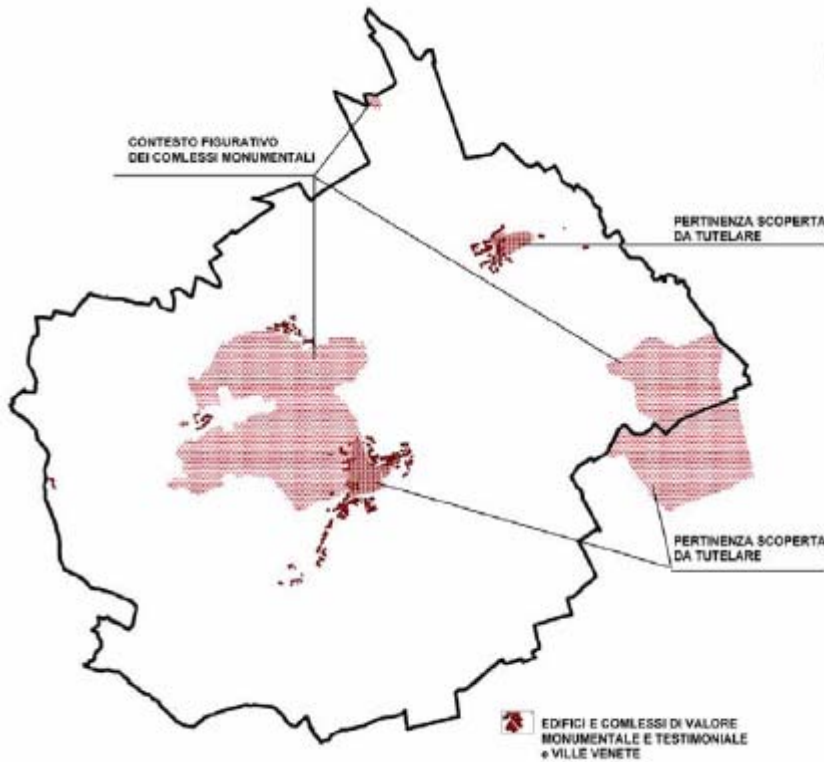 CONTESTO FIGURATIVO
DEI COMLESSI MONUMENTALI
PERTINENZA SCOPERTA
DA TUTELARE
PERTINENZA SCOPERTA
DA TUTELARE
EDIFICI E COMLESSI DI VALORE
MONUMENTALE E TESTIMONIALE
e VILLE VENETE